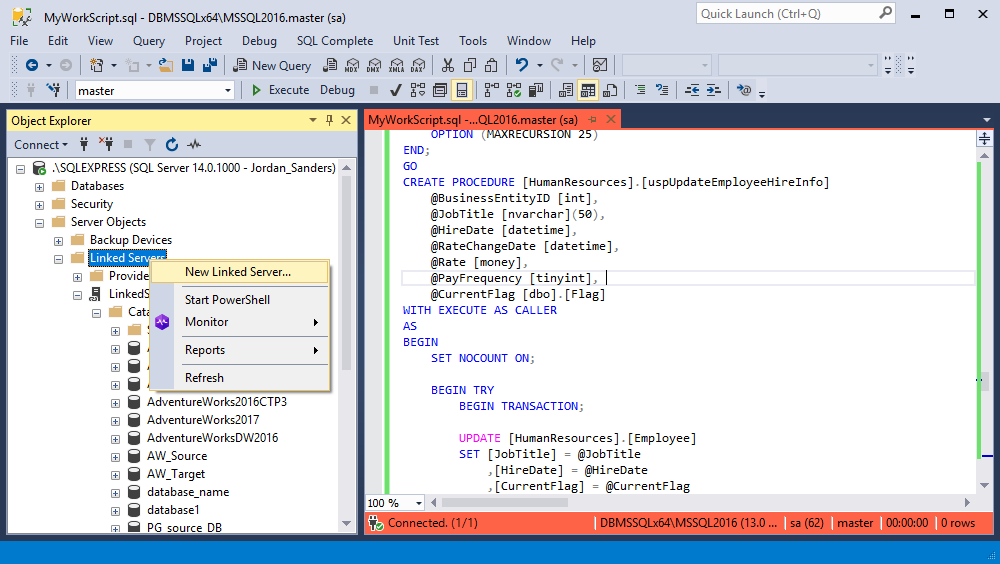 MyWorkScript.sql - DBMSSQLx64\MSSQL2016.master (sa)
Quick Launch (Ctrl+Q)
File Edit View Query Project Debug SQL Complete Unit Test Tools Window Help
New Query MDX DMX XMLA DAX
master Execute Debug
Object Explorer
Connect
.\SQLEXPRESS (SQL Server 14.0.1000 - Jordan_Sanders)
Databases
Security
Server Objects
Backup Devices
Linked Servers
Provide
LinkedS
Cata
AdventureWorks2016CTP3
AdventureWorks2017
AdventureWorksDW2016
AW_Source
AW_Target
database_name
database1
PG_source_DB
New Linked Server...
Start PowerShell
Monitor
Reports
Refresh
MyWorkScript.sql -...QL2016.master (sa)
OPTION (MAXRECURSION 25)
END;
GO
CREATE PROCEDURE [HumanResources].[uspUpdateEmployeeHireInfo]
@BusinessEntityID [int],
@JobTitle [nvarchar](50),
@HireDate [datetime],
@RateChangeDate [datetime],
@Rate [money],
@PayFrequency [tinyint],
@CurrentFlag [dbo].[Flag]
WITH EXECUTE AS CALLER
AS
BEGIN
SET NOCOUNT ON;
BEGIN TRY
BEGIN TRANSACTION;
UPDATE [HumanResources].[Employee]
SET [JobTitle] = @JobTitle
,[HireDate] = @HireDate
,[CurrentFlag] = @CurrentFlag
100 %
Connected. (1/1) DBMSSQLx64\MSSQL2016 (13.0 ... sa (62) master 00:00:00 0 rows